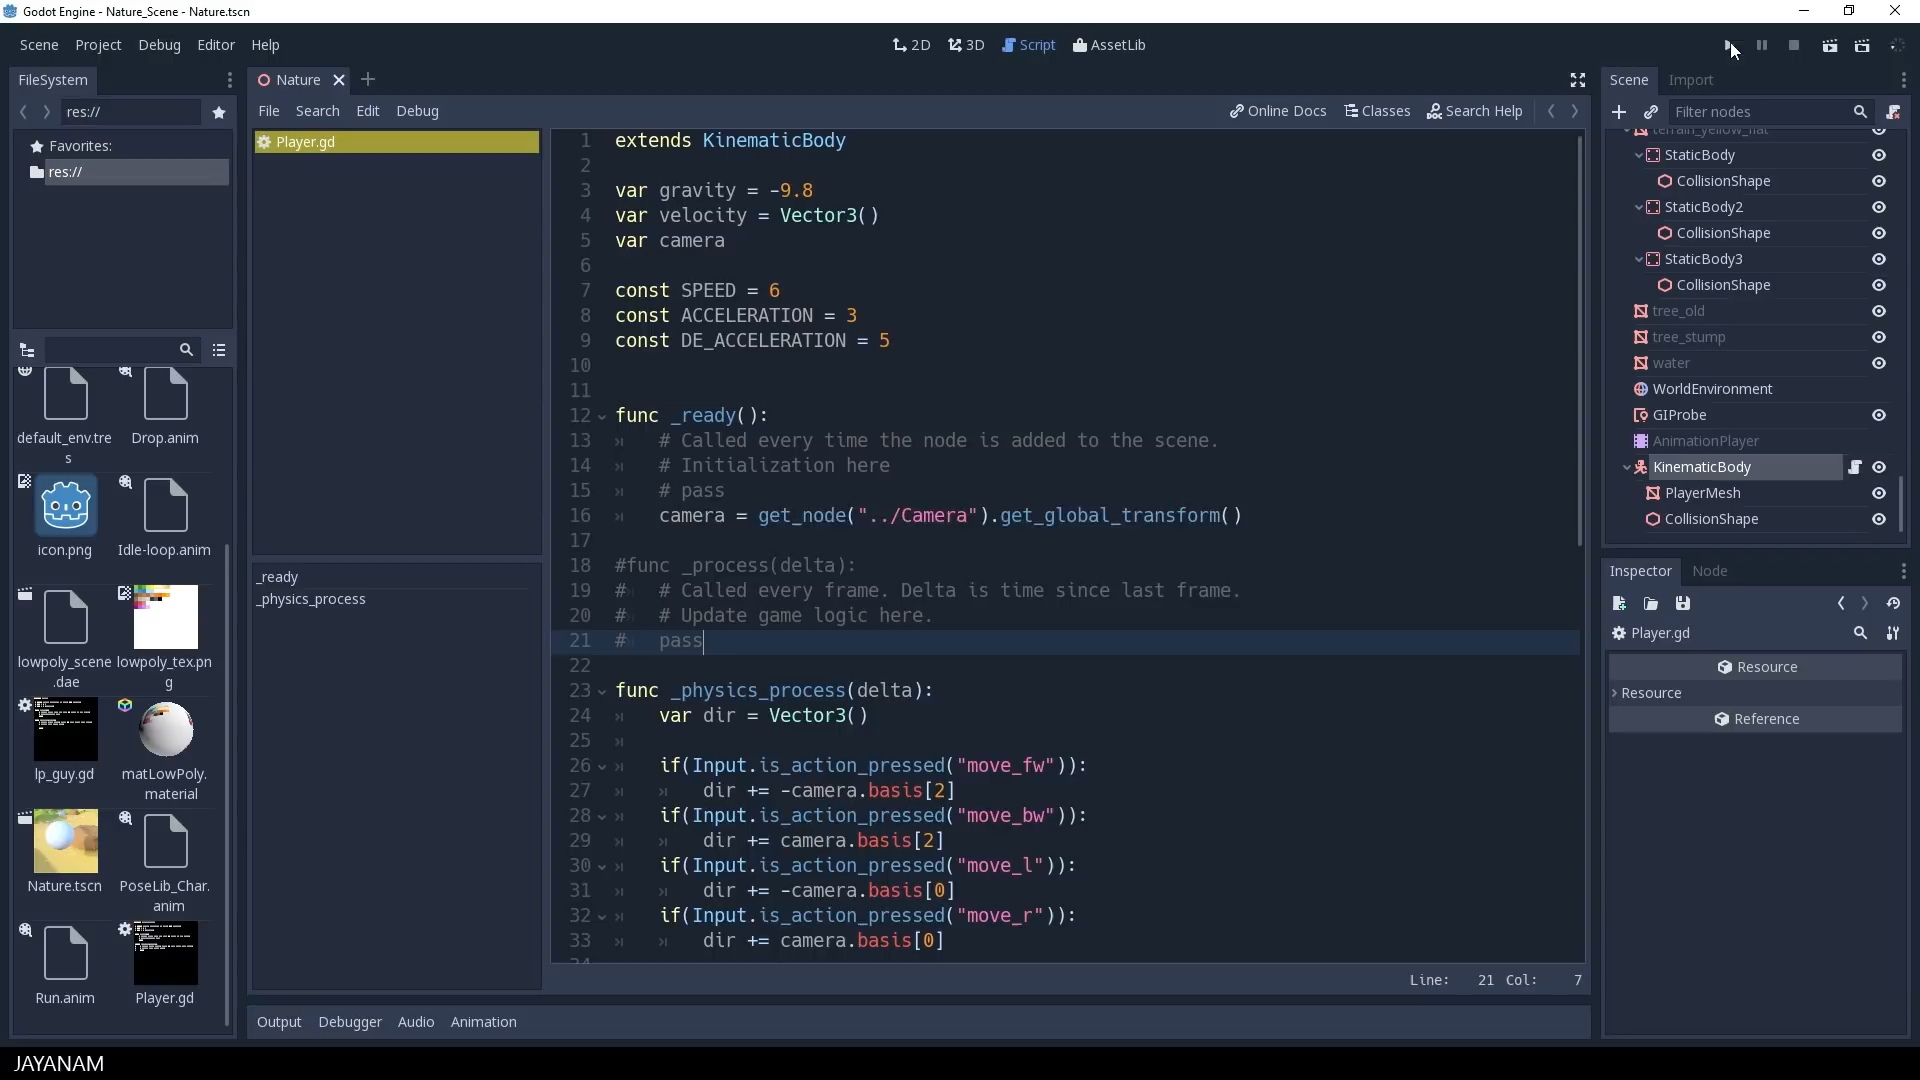 Godot Engine - Nature_Scene - Nature.tscn
Scene Project Debug Editor Help
2D 3D Script AssetLib
FileSystem
res://
Favorites:
res://
default_env.tre
s
Drop.anim
icon.png
Idle-loop.anim
lowpoly_scene
.dae
lowpoly_tex.pn
g
lp_guy.gd
matLowPoly.
material
Nature.tscn
PoseLib_Char.
anim
Run.anim
Player.gd
Nature
File Search Edit Debug
Online Docs Classes Search Help
Player.gd
_ready
_physics_process
1 extends KinematicBody
2
3 var gravity = -9.8
4 var velocity = Vector3()
5 var camera
6
7 const SPEED = 6
8 const ACCELERATION = 3
9 const DE_ACCELERATION = 5
10
11
12 func _ready():
13 # Called every time the node is added to the scene.
14 # Initialization here
15 # pass
16 camera = get_node("../Camera").get_global_transform()
17
18 #func _process(delta):
19 # # Called every frame. Delta is time since last frame.
20 # # Update game logic here.
21 # pass
22
23 func _physics_process(delta):
24 var dir = Vector3()
25
26 if(Input.is_action_pressed("move_fw")):
27 dir += -camera.basis[2]
28 if(Input.is_action_pressed("move_bw")):
29 dir += camera.basis[2]
30 if(Input.is_action_pressed("move_l")):
31 dir += -camera.basis[0]
32 if(Input.is_action_pressed("move_r")):
33 dir += camera.basis[0]
34
Line: 21 Col: 7
Output Debugger Audio Animation
Scene Import
Filter nodes
terrain_yellow_flat
StaticBody
CollisionShape
StaticBody2
CollisionShape
StaticBody3
CollisionShape
tree_old
tree_stump
water
WorldEnvironment
GIProbe
AnimationPlayer
KinematicBody
PlayerMesh
CollisionShape
Inspector Node
Player.gd
Resource
Resource
Reference
JAYANAM